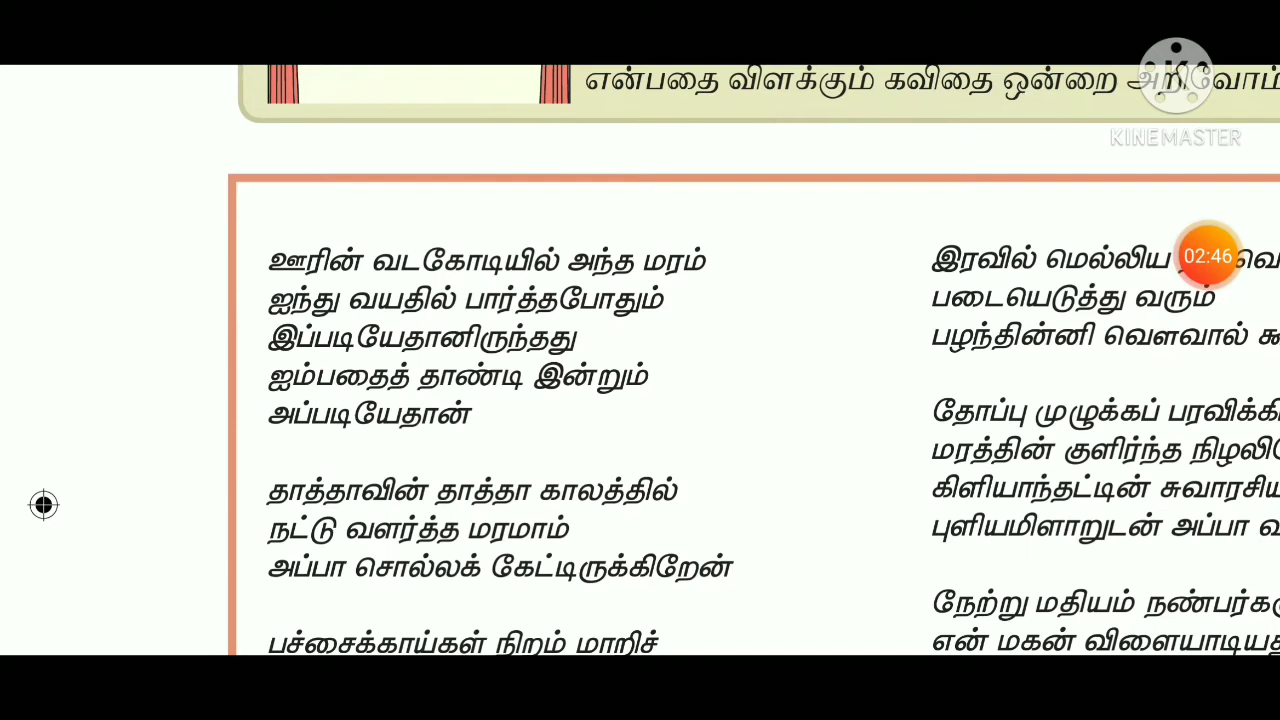 என்பதை விளக்கும் கவிதை ஒன்றை அறிவோம்
KINEMASTER
ஊரின் வடகோடியில் அந்த மரம்
ஐந்து வயதில் பார்த்தபோதும்
இப்படியேதானிருந்தது
ஐம்பதைத் தாண்டி இன்றும்
அப்படியேதான்
தாத்தாவின் தாத்தா காலத்தில்
நட்டு வளர்த்த மரமாம்
அப்பா சொல்லக் கேட்டிருக்கிறேன்
பச்சைக்காய்கள் நிறம் மாறிச்
இரவில் மெல்லிய
02:46
படையெடுத்து வரும்
பழந்தின்னி வௌவால்
தோப்பு முழுக்கப்
மரத்தின் குளிர்ந்த
கிளியாந்தட்டின்
புளியமிளாறுடன் அப்பா
நேற்று மதியம்
என் மகன்